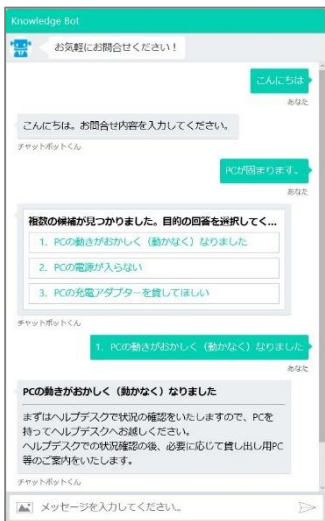 Knowledge Bot
お気軽にお問合せください！
こんにちは
あなた
こんにちは。お問合せ内容を入力してください。
チャットボットくん
PCが固まります。
あなた
複数の候補が見つかりました。目的の回答を選択してく...
1. PCの動きがおかしく（動かなく）なりました
2. PCの電源が入らない
3. PCの充電アダプターを貸してほしい
チャットボットくん
1. PCの動きがおかしく（動かなく）なりました
あなた
PCの動きがおかしく（動かなく）なりました
まずはヘルプデスクで状況の確認をいたしますので、PCを
持ってヘルプデスクへお越しください。
ヘルプデスクでの状況確認の後、必要に応じて貸し出し用PC
等のご案内をいたします。
チャットボットくん
メッセージを入力してください...